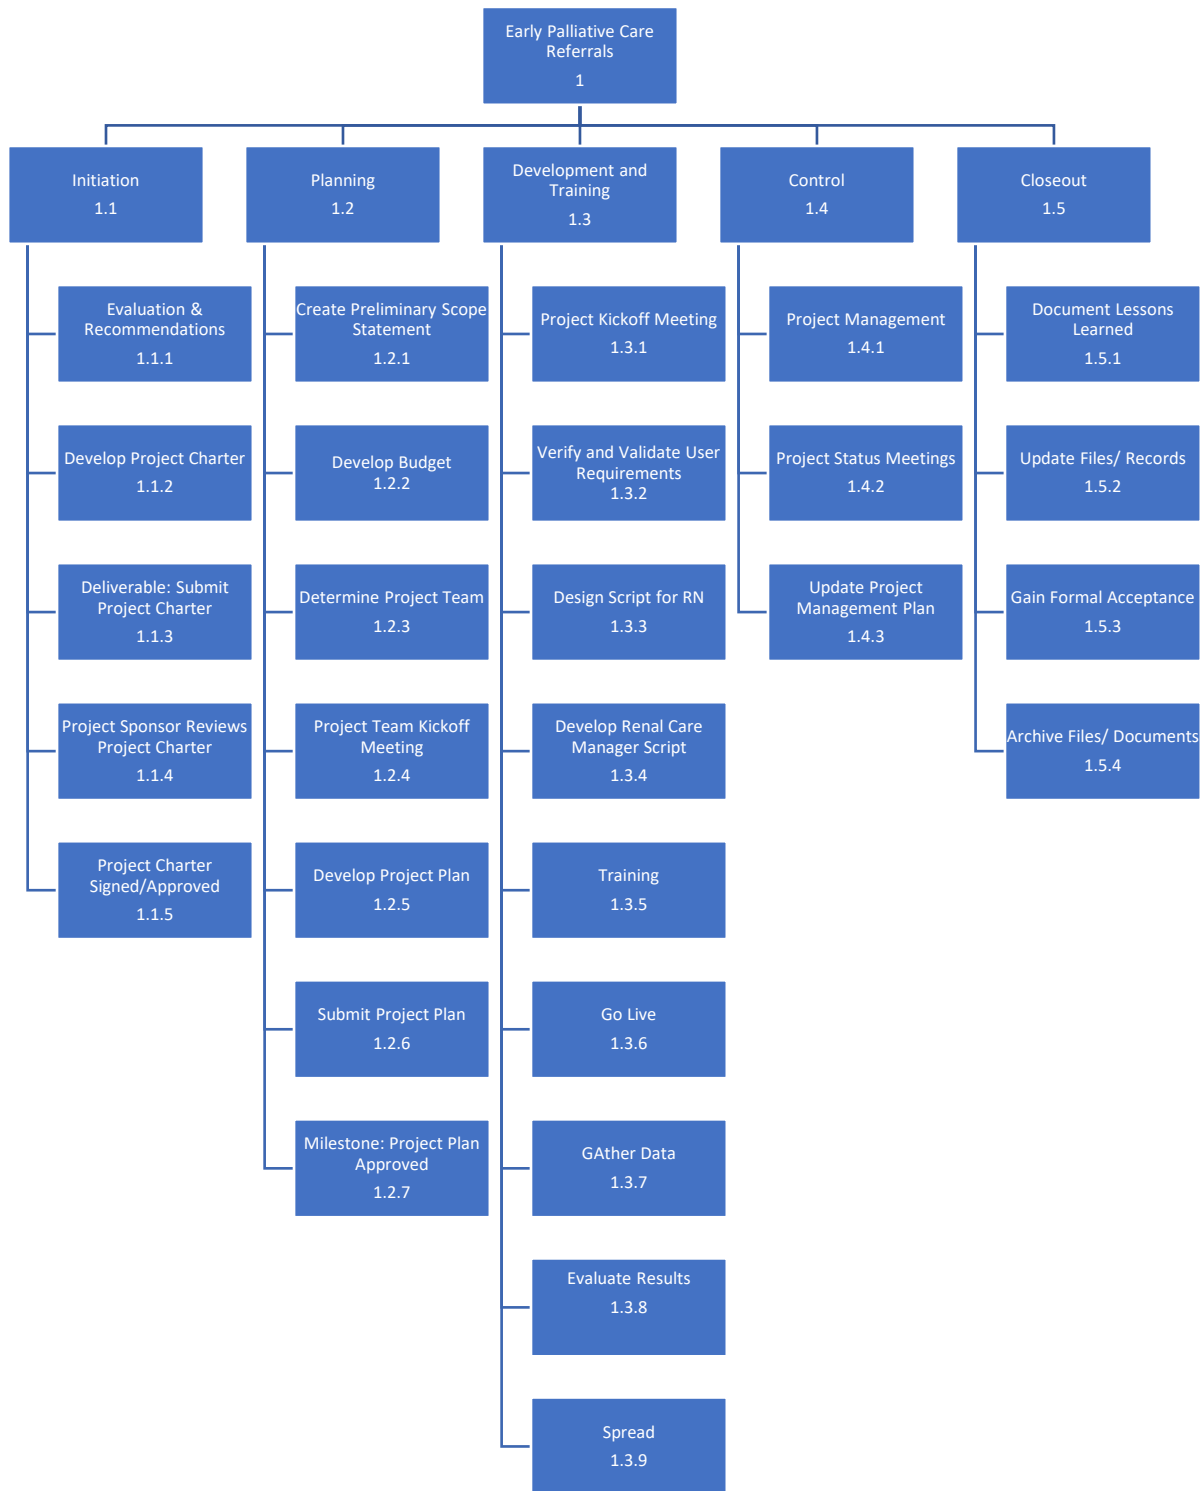 Early Palliative Care
Referrals
1
Initiation
1.1
Planning
1.2
Development and
Training
1.3
Control
1.4
Closeout
1.5
Evaluation &
Recommendations
1.1.1
Develop Project Charter
1.1.2
Deliverable: Submit
Project Charter
1.1.3
Project Sponsor Reviews
Project Charter
1.1.4
Project Charter
Signed/Approved
1.1.5
Create Preliminary Scope
Statement
1.2.1
Develop Budget
1.2.2
Determine Project Team
1.2.3
Project Team Kickoff
Meeting
1.2.4
Develop Project Plan
1.2.5
Submit Project Plan
1.2.6
Milestone: Project Plan
Approved
1.2.7
Project Kickoff Meeting
1.3.1
Verify and Validate User
Requirements
1.3.2
Design Script for RN
1.3.3
Develop Renal Care
Manager Script
1.3.4
Training
1.3.5
Go Live
1.3.6
GAther Data
1.3.7
Evaluate Results
1.3.8
Spread
1.3.9
Project Management
1.4.1
Project Status Meetings
1.4.2
Update Project
Management Plan
1.4.3
Document Lessons
Learned
1.5.1
Update Files/ Records
1.5.2
Gain Formal Acceptance
1.5.3
Archive Files/ Documents
1.5.4